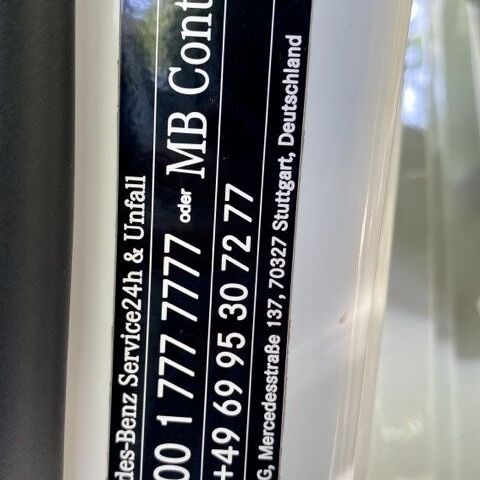 des-Benz Service24h & Unfall
00 1 777 7777 oder MB Cont
+49 69 95 30 72 77
G, Mercedesstraße 137, 70327 Stuttgart, Deutschland